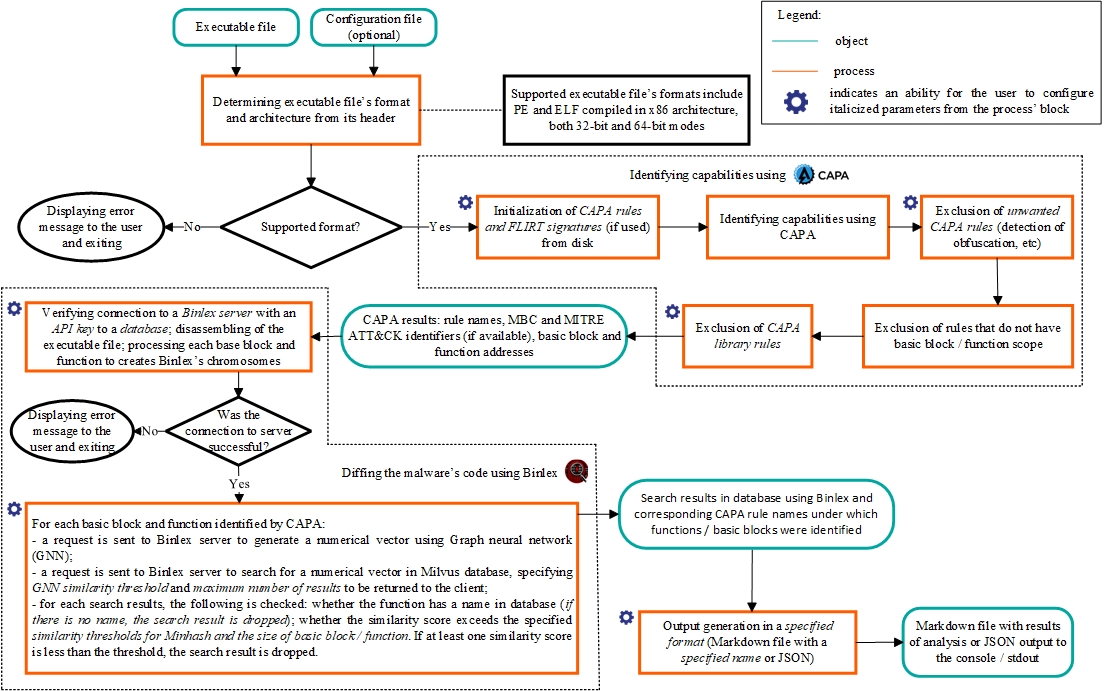 Executable file
Configuration file
(optional)
Legend:
object
process
indicates an ability for the user to configure
italicized parameters from the process' block
Determining executable file's format
and architecture from its header
Supported executable file's formats include
PE and ELF compiled in x86 architecture,
both 32-bit and 64-bit modes
Identifying capabilities using
CAPA
Displaying error
message to the user
and exiting
No
Supported format?
Yes
Initialization of CAPA rules
and FLIRT signatures (if used)
from disk
Identifying capabilities using
CAPA
Exclusion of unwanted
CAPA rules (detection of
obfuscation, etc)
Verifying connection to a Binlex server with an
API key to a database; disassembling of the
executable file; processing each base block and
function to creates Binlex's chromosomes
CAPA results: rule names, MBC and MITRE
ATT&CK identifiers (if available), basic block and
function addresses
Exclusion of CAPA
library rules
Exclusion of rules that do not have
basic block / function scope
Displaying error
message to the
user and exiting
No
Was the
connection to server
successful?
Yes
Diffing the malware's code using Binlex
For each basic block and function identified by CAPA:
- a request is sent to Binlex server to generate a numerical vector using Graph neural network
(GNN);
- a request is sent to Binlex server to search for a numerical vector in Milvus database, specifying
GNN similarity threshold and maximum number of results to be returned to the client;
- for each search results, the following is checked: whether the function has a name in database (if
there is no name, the search result is dropped); whether the similarity score exceeds the specified
similarity thresholds for Minhash and the size of basic block / function. If at least one similarity score
is less than the threshold, the search result is dropped.
Search results in database using Binlex and
corresponding CAPA rule names under which
functions / basic blocks were identified
Output generation in a specified
format (Markdown file with a
specified name or JSON)
Markdown file with results
of analysis or JSON output to
the console / stdout